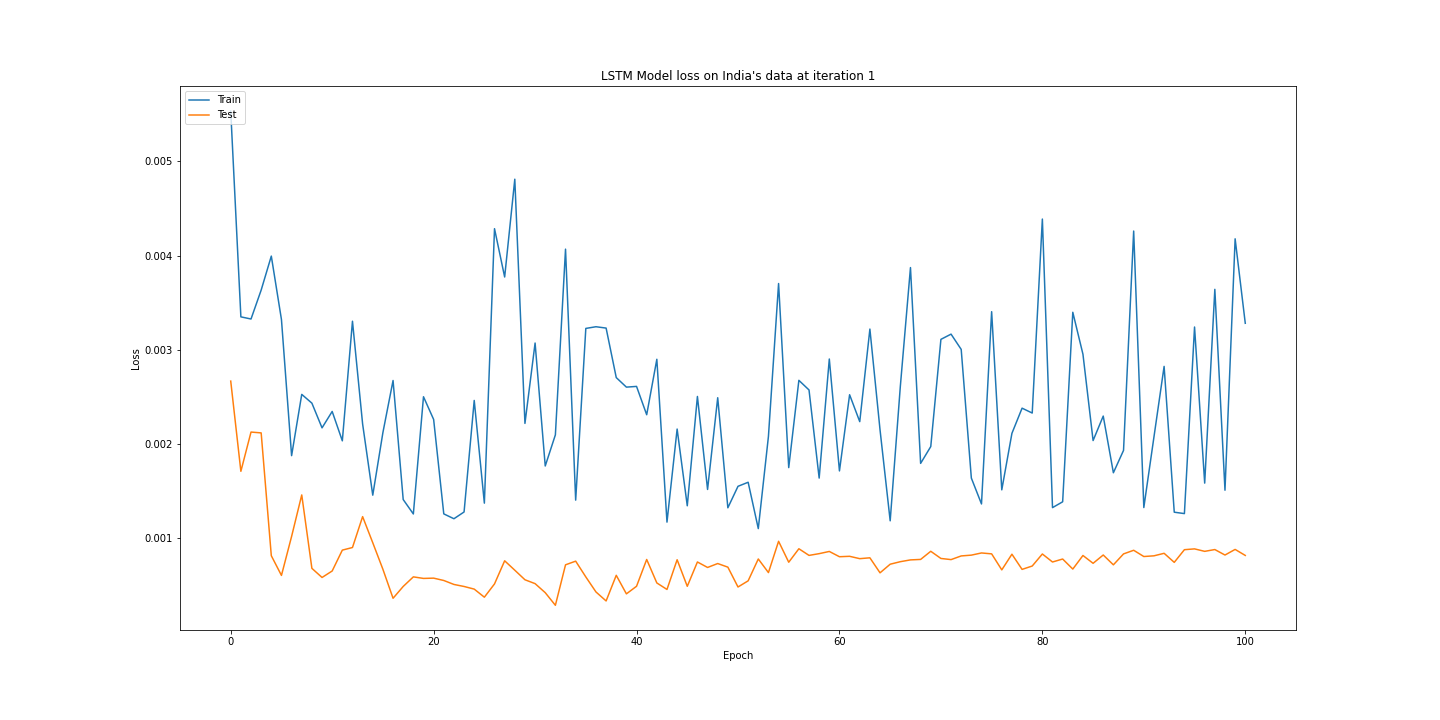 LSTM Model loss on India's data at iteration 1
Train
Test
0.005
0.004
0.003
0.002
0.001
Loss
0 20 40 60 80 100
Epoch